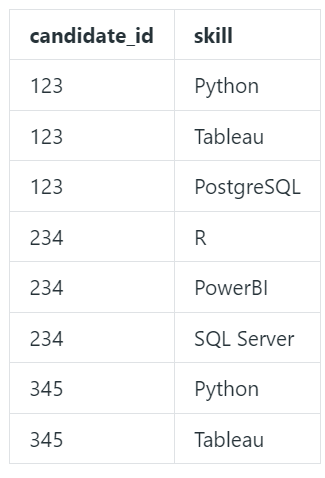 candidate_id skill
123 Python
123 Tableau
123 PostgreSQL
234 R
234 PowerBI
234 SQL Server
345 Python
345 Tableau